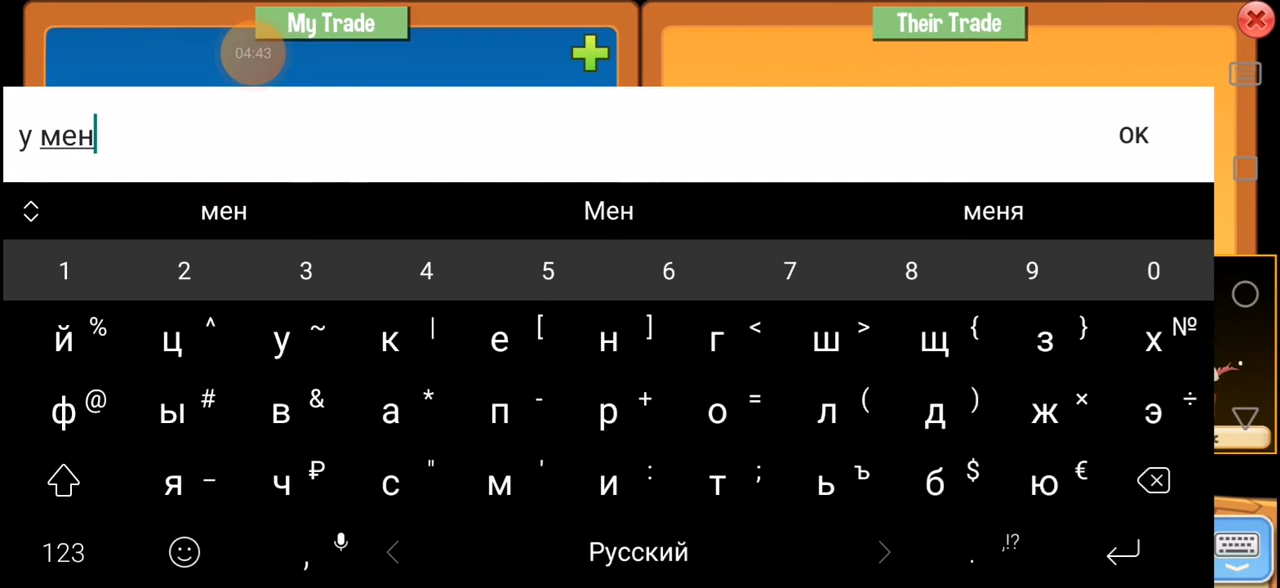 My Trade
Their Trade
04:43
у мен
OK
мен Мен меня
1 2 3 4 5 6 7 8 9 0
й % ц ^ у ~ к | е [ н ] г < ш > щ { з } х №
ф @ ы # в & а * п - р + о = л ( д ) ж × э ÷
я _ ч ₽ с " м ' и : т ; ь ъ б $ ю €
123 , Русский . ,!?